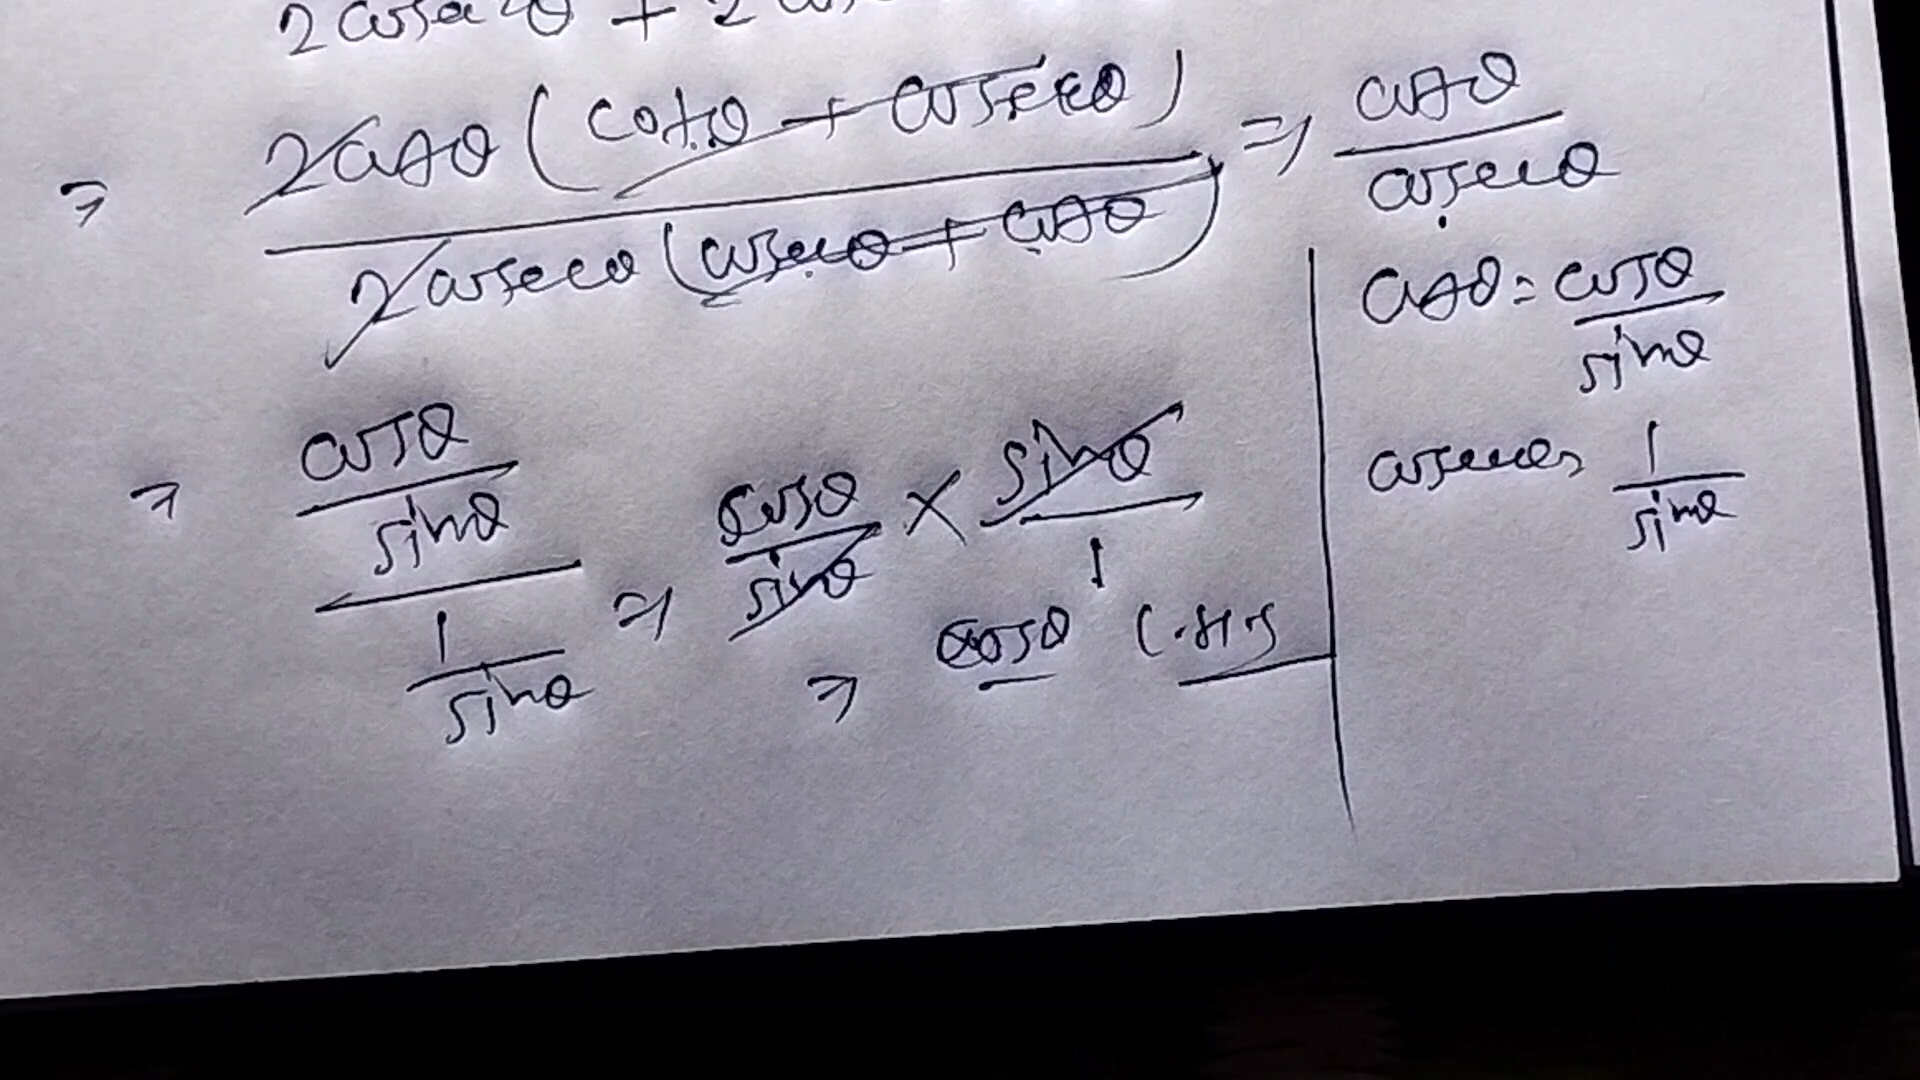 2cosec²θ + 2
⇒ 2cotθ (cotθ + cosecθ) / 2cosecθ (cosecθ + cotθ) ⇒ cotθ / cosecθ
cotθ = cosθ / sinθ
cosecθ = 1 / sinθ
⇒ cosθ / sinθ / 1 / sinθ ⇒ cosθ / sinθ × sinθ / 1
⇒ cosθ